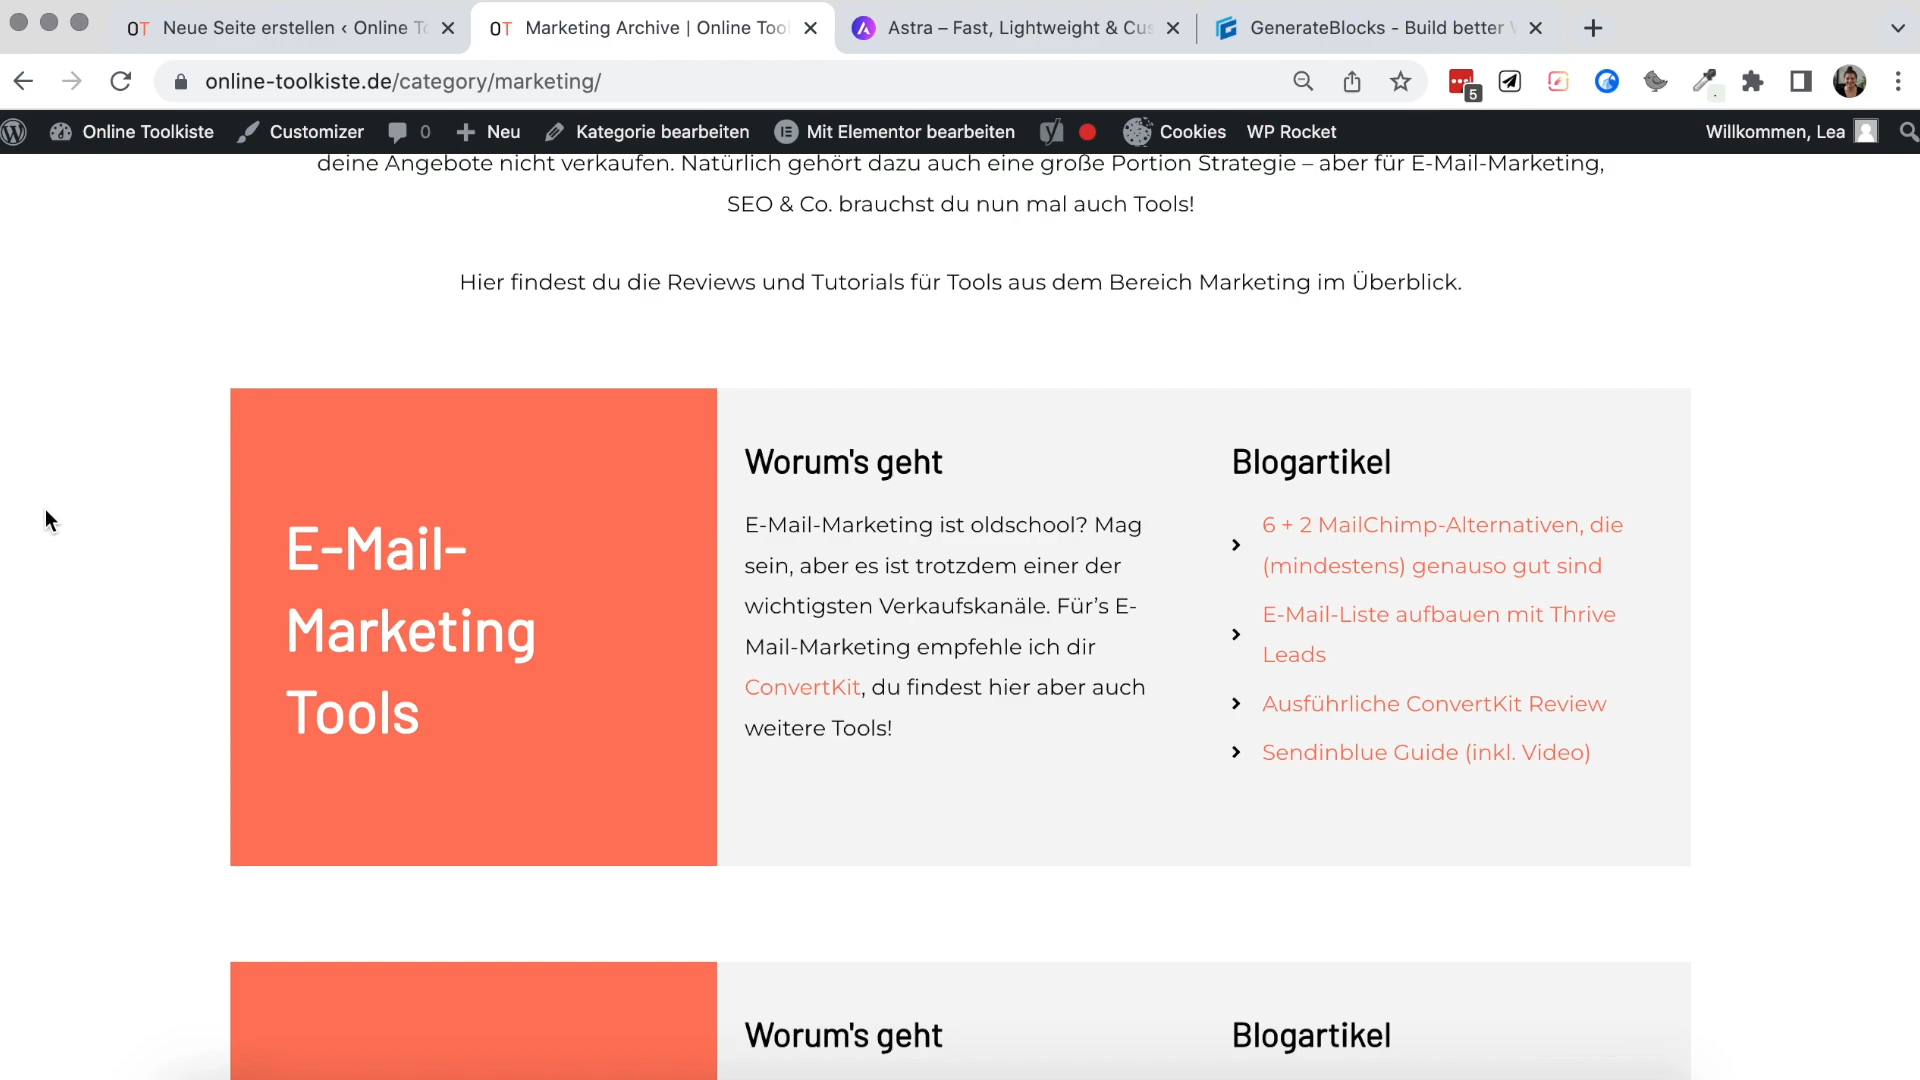 OT Neue Seite erstellen ‹ Online To
OT Marketing Archive | Online Tool
Astra – Fast, Lightweight & Cus
GenerateBlocks - Build better W
online-toolkiste.de/category/marketing/
5
Online Toolkiste
Customizer
0
Neu
Kategorie bearbeiten
Mit Elementor bearbeiten
Cookies
WP Rocket
Willkommen, Lea
deine Angebote nicht verkaufen. Natürlich gehört dazu auch eine große Portion Strategie – aber für E-Mail-Marketing,
SEO & Co. brauchst du nun mal auch Tools!
Hier findest du die Reviews und Tutorials für Tools aus dem Bereich Marketing im Überblick.
E-Mail-
Marketing
Tools
Worum's geht
E-Mail-Marketing ist oldschool? Mag
sein, aber es ist trotzdem einer der
wichtigsten Verkaufskanäle. Für’s E-
Mail-Marketing empfehle ich dir
ConvertKit, du findest hier aber auch
weitere Tools!
Blogartikel
6 + 2 MailChimp-Alternativen, die
(mindestens) genauso gut sind
E-Mail-Liste aufbauen mit Thrive
Leads
Ausführliche ConvertKit Review
Sendinblue Guide (inkl. Video)
Worum's geht
Blogartikel